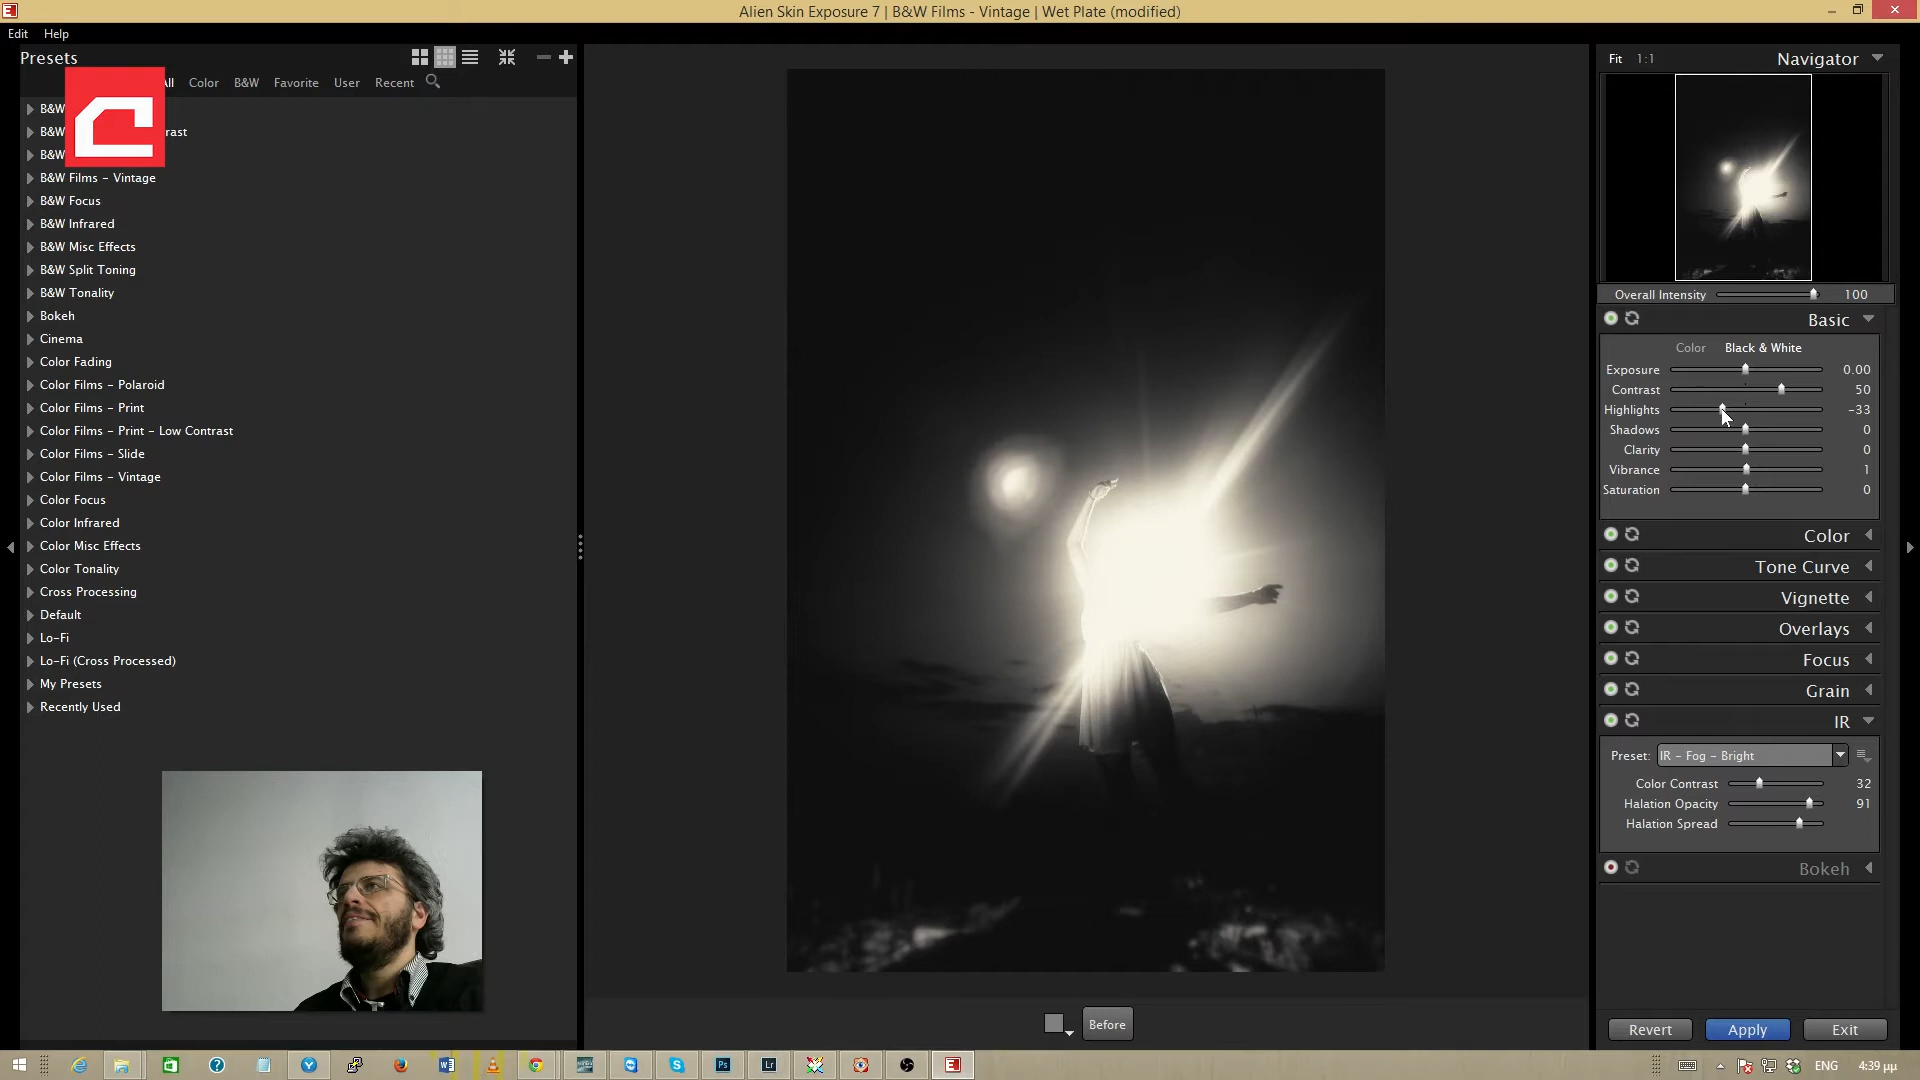 Alien Skin Exposure 7 | B&W Films - Vintage | Wet Plate (modified)
Edit Help
Presets
All Color B&W Favorite User Recent
B&W
B&W rast
B&W
B&W Films - Vintage
B&W Focus
B&W Infrared
B&W Misc Effects
B&W Split Toning
B&W Tonality
Bokeh
Cinema
Color Fading
Color Films - Polaroid
Color Films - Print
Color Films - Print - Low Contrast
Color Films - Slide
Color Films - Vintage
Color Focus
Color Infrared
Color Misc Effects
Color Tonality
Cross Processing
Default
Lo-Fi
Lo-Fi (Cross Processed)
My Presets
Recently Used
Before
Fit 1:1 Navigator
Overall Intensity 100
Basic
Color Black & White
Exposure 0.00
Contrast 50
Highlights -33
Shadows 0
Clarity 0
Vibrance 1
Saturation 0
Color
Tone Curve
Vignette
Overlays
Focus
Grain
IR
Preset: IR - Fog - Bright
Color Contrast 32
Halation Opacity 91
Halation Spread
Bokeh
Revert Apply Exit
ENG 4:39 μμ